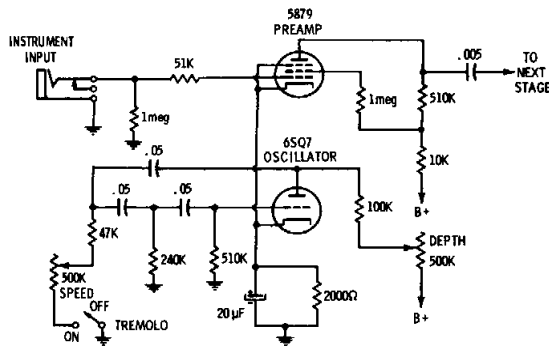 5879
PREAMP
INSTRUMENT
INPUT
51K
.005
TO
NEXT
STAGE
1meg
1meg
510K
10K
B+
.05
6SQ7
OSCILLATOR
.05
.05
47K
240K
510K
100K
DEPTH
500K
500K
SPEED
OFF
ON
TREMOLO
20µF
2000Ω
B+